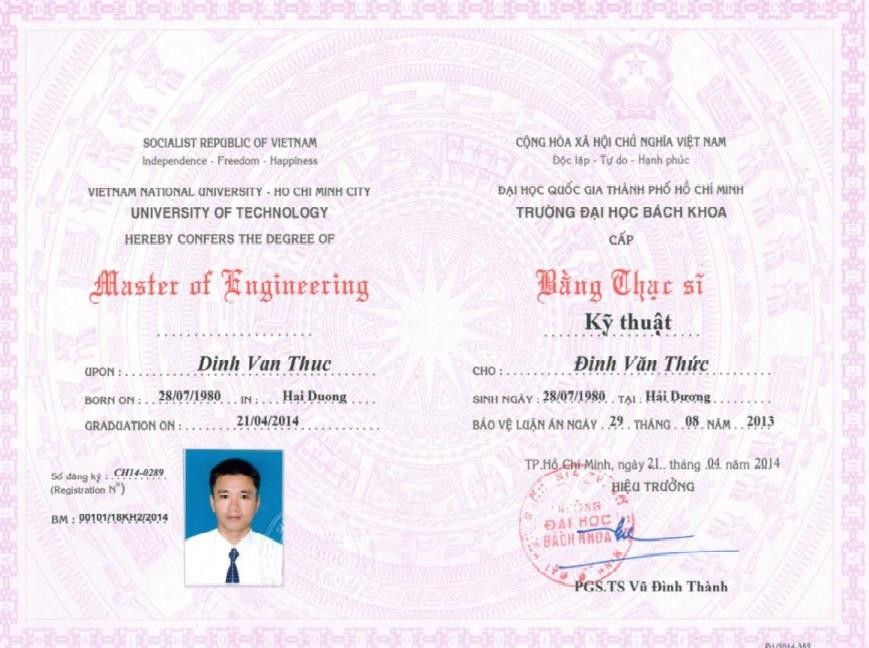 SOCIALIST REPUBLIC OF VIETNAM
Independence - Freedom - Happiness
VIETNAM NATIONAL UNIVERSITY - HO CHI MINH CITY
UNIVERSITY OF TECHNOLOGY
HEREBY CONFERS THE DEGREE OF
Master of Engineering
UPON : Dinh Van Thuc
BORN ON : 28/07/1980 IN : Hai Duong
GRADUATION ON : 21/04/2014
Số đăng ký : CH14-0289
(Registration Nº)
BM : 00101/18KH2/2014
CỘNG HÒA XÃ HỘI CHỦ NGHĨA VIỆT NAM
Độc lập - Tự do - Hạnh phúc
ĐẠI HỌC QUỐC GIA THÀNH PHỐ HỒ CHÍ MINH
TRƯỜNG ĐẠI HỌC BÁCH KHOA
CẤP
Bằng Thạc sĩ
Kỹ thuật
CHO : Đinh Văn Thức
SINH NGÀY : 28/07/1980 TẠI : Hải Dương
BẢO VỆ LUẬN ÁN NGÀY 29 THÁNG 08 NĂM 2013
TP.Hồ Chí Minh, ngày 21 tháng 04 năm 2014
HIỆU TRƯỞNG
TRƯỜNG
ĐẠI HỌC
BÁCH KHOA
PGS.TS Vũ Đình Thành